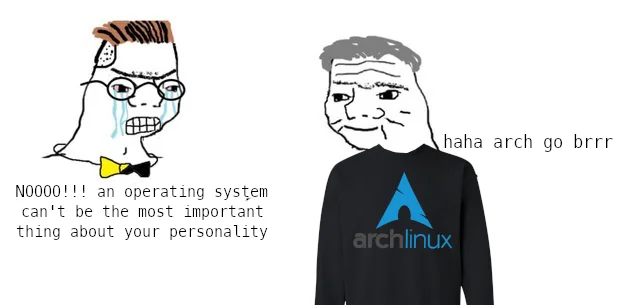 NOOOO!!! an operating system
can't be the most important
thing about your personality
haha arch go brrr
archlinux